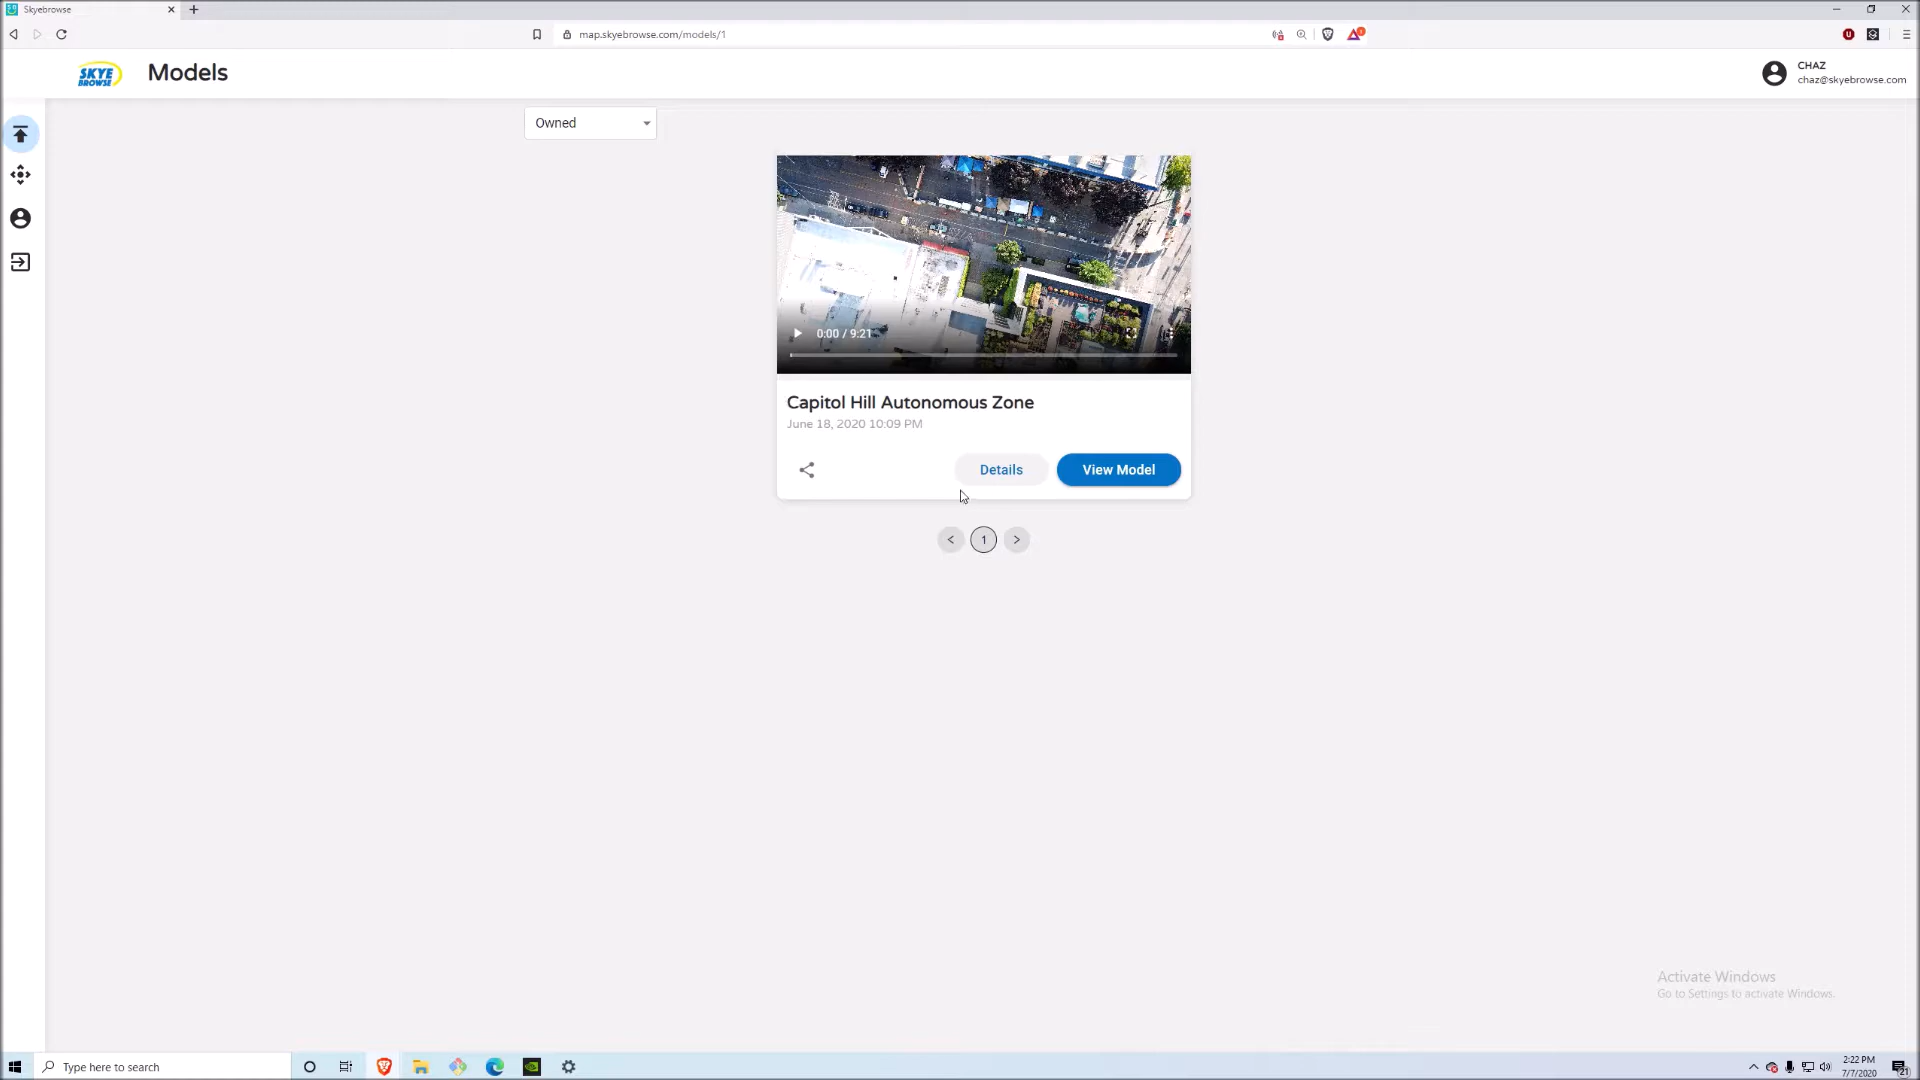 Skyebrowse
map.skyebrowse.com/models/1
SKYE
BROWSE
Models
CHAZ
chaz@skyebrowse.com
Owned
0:00 / 9:21
Capitol Hill Autonomous Zone
June 18, 2020 10:09 PM
Details
View Model
< 1 >
Activate Windows
Go to Settings to activate Windows.
Type here to search
2:22 PM
7/7/2020
21